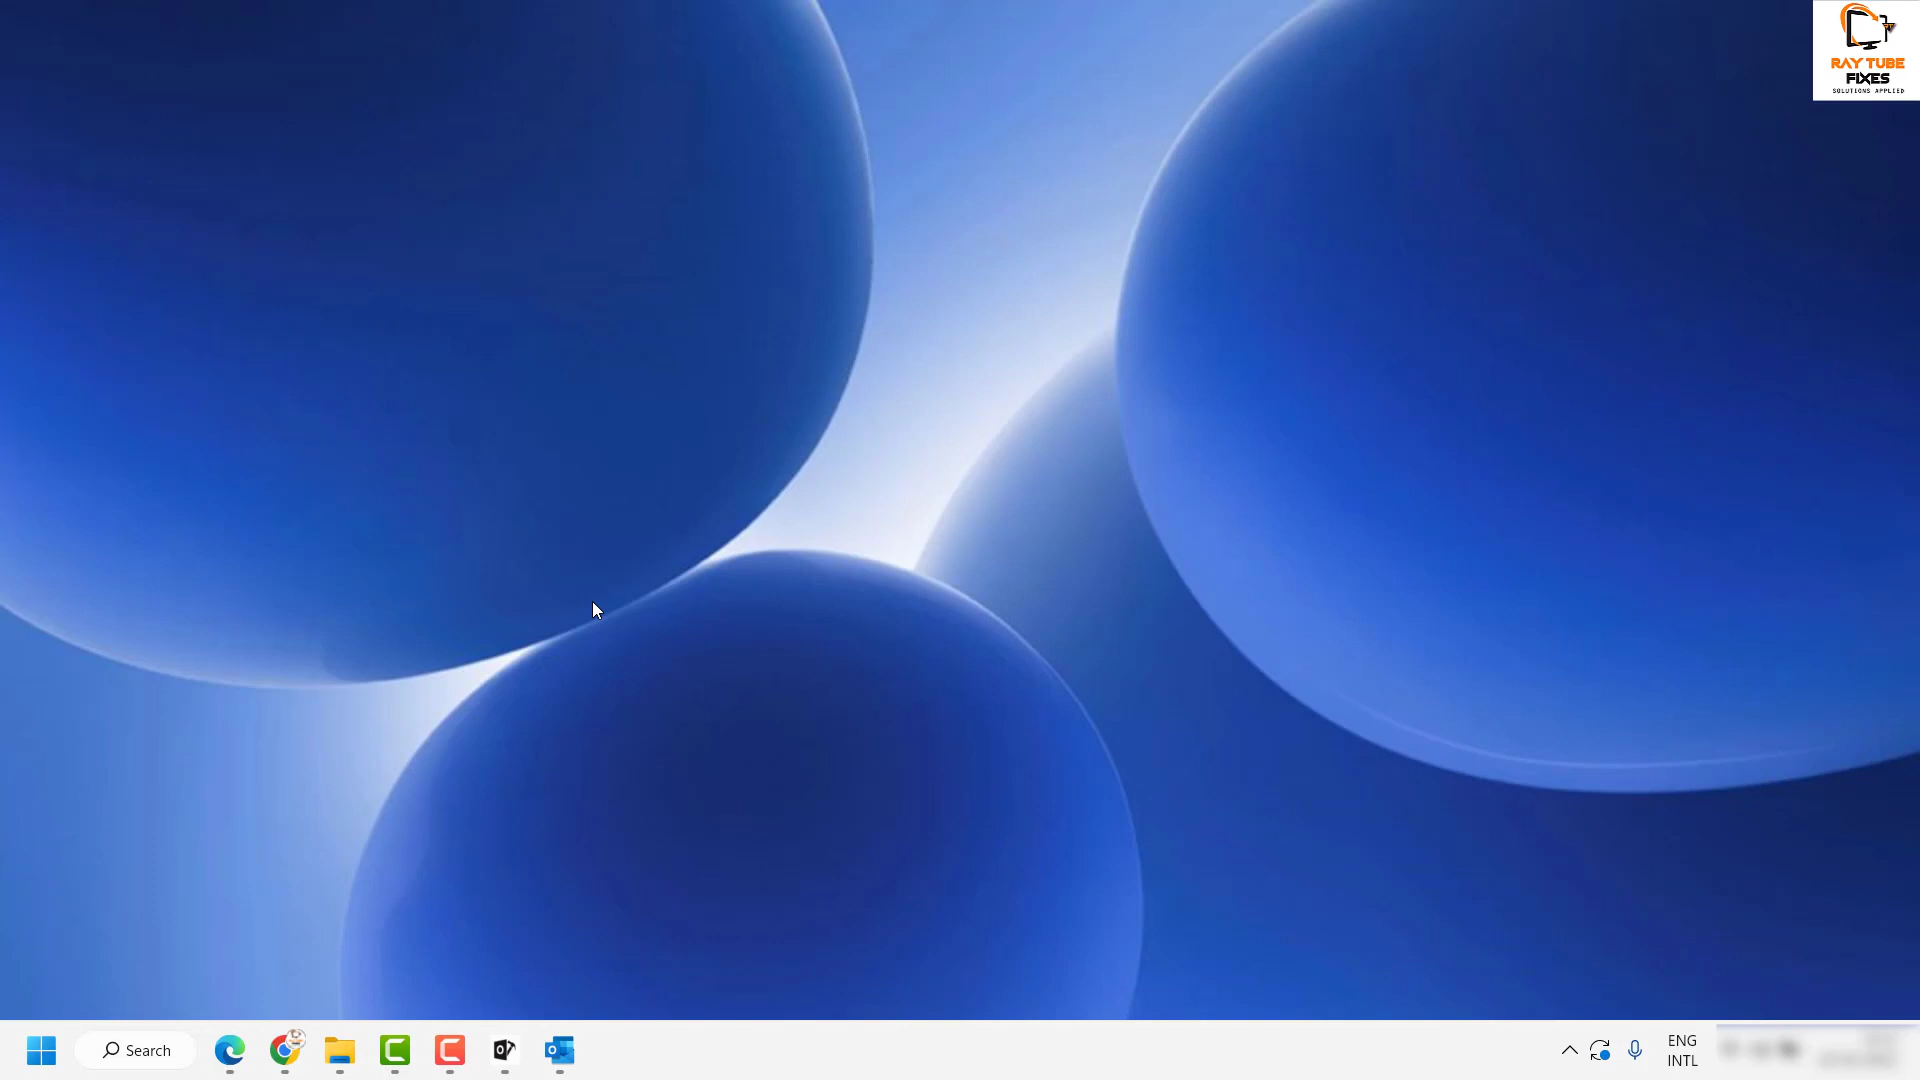 RAY TUBE
FIXES
SOLUTIONS APPLIED
Search
ENG
INTL